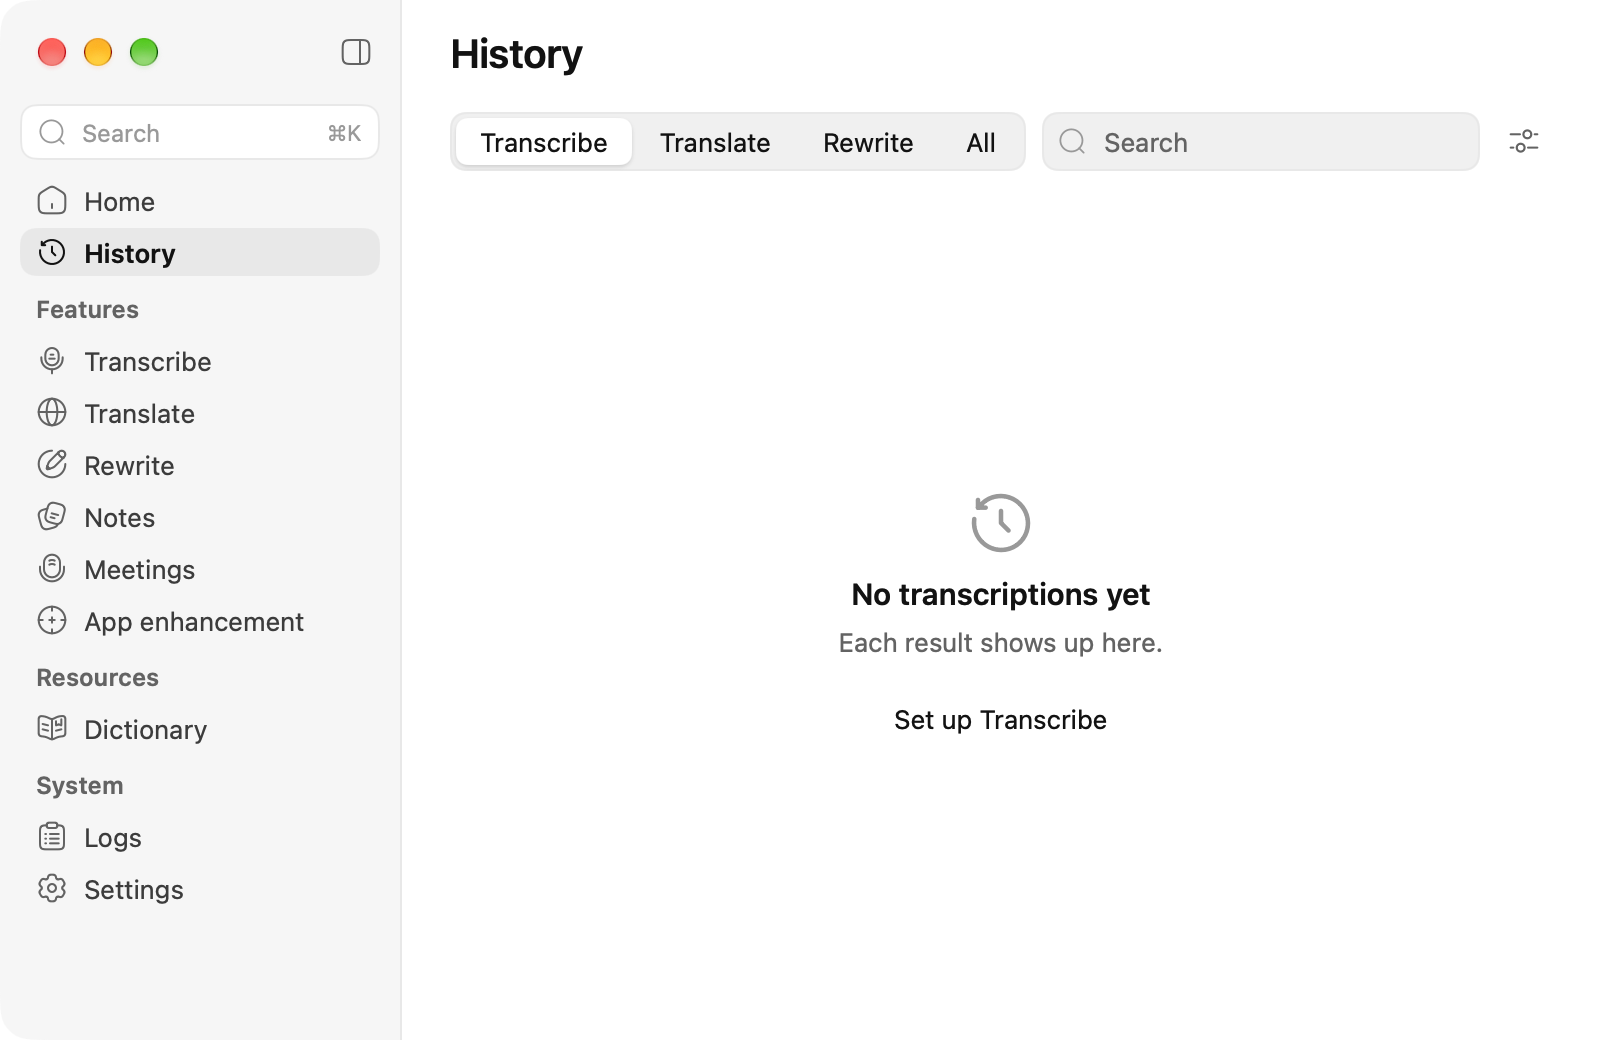 Search ⌘K
Home
History
Features
Transcribe
Translate
Rewrite
Notes
Meetings
App enhancement
Resources
Dictionary
System
Logs
Settings
History
Transcribe Translate Rewrite All Search
No transcriptions yet
Each result shows up here.
Set up Transcribe